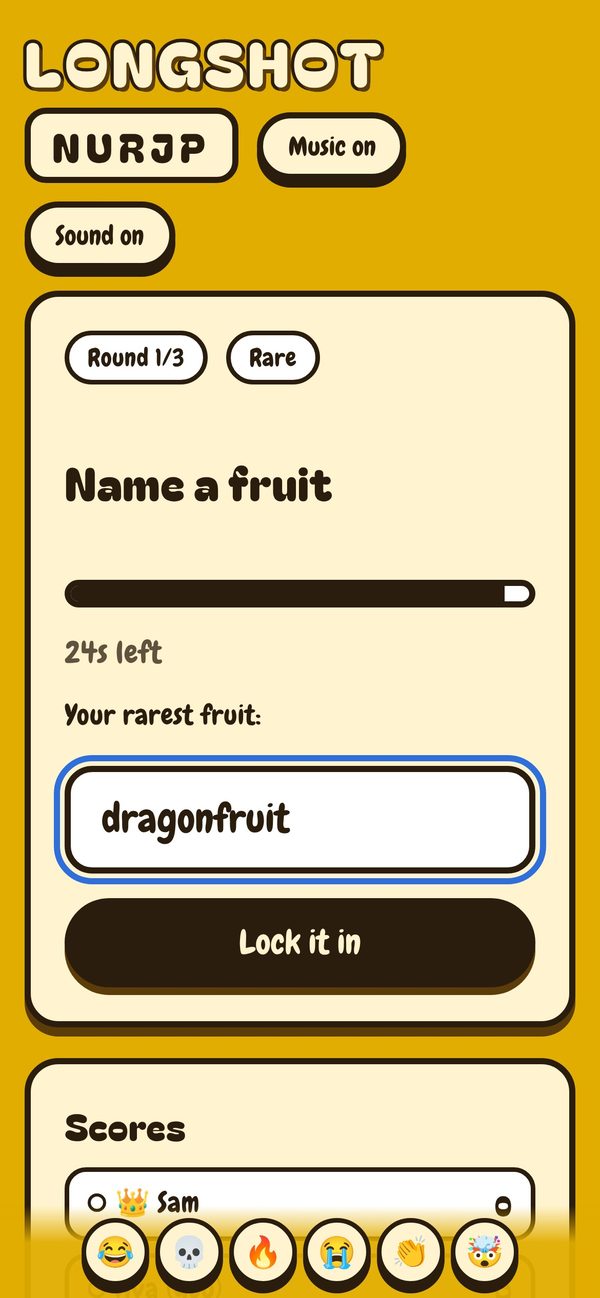 LONGSHOT
NURJP
Music on
Sound on
Round 1/3
Rare
Name a fruit
24s left
Your rarest fruit:
dragonfruit
Lock it in
Scores
Sam
0